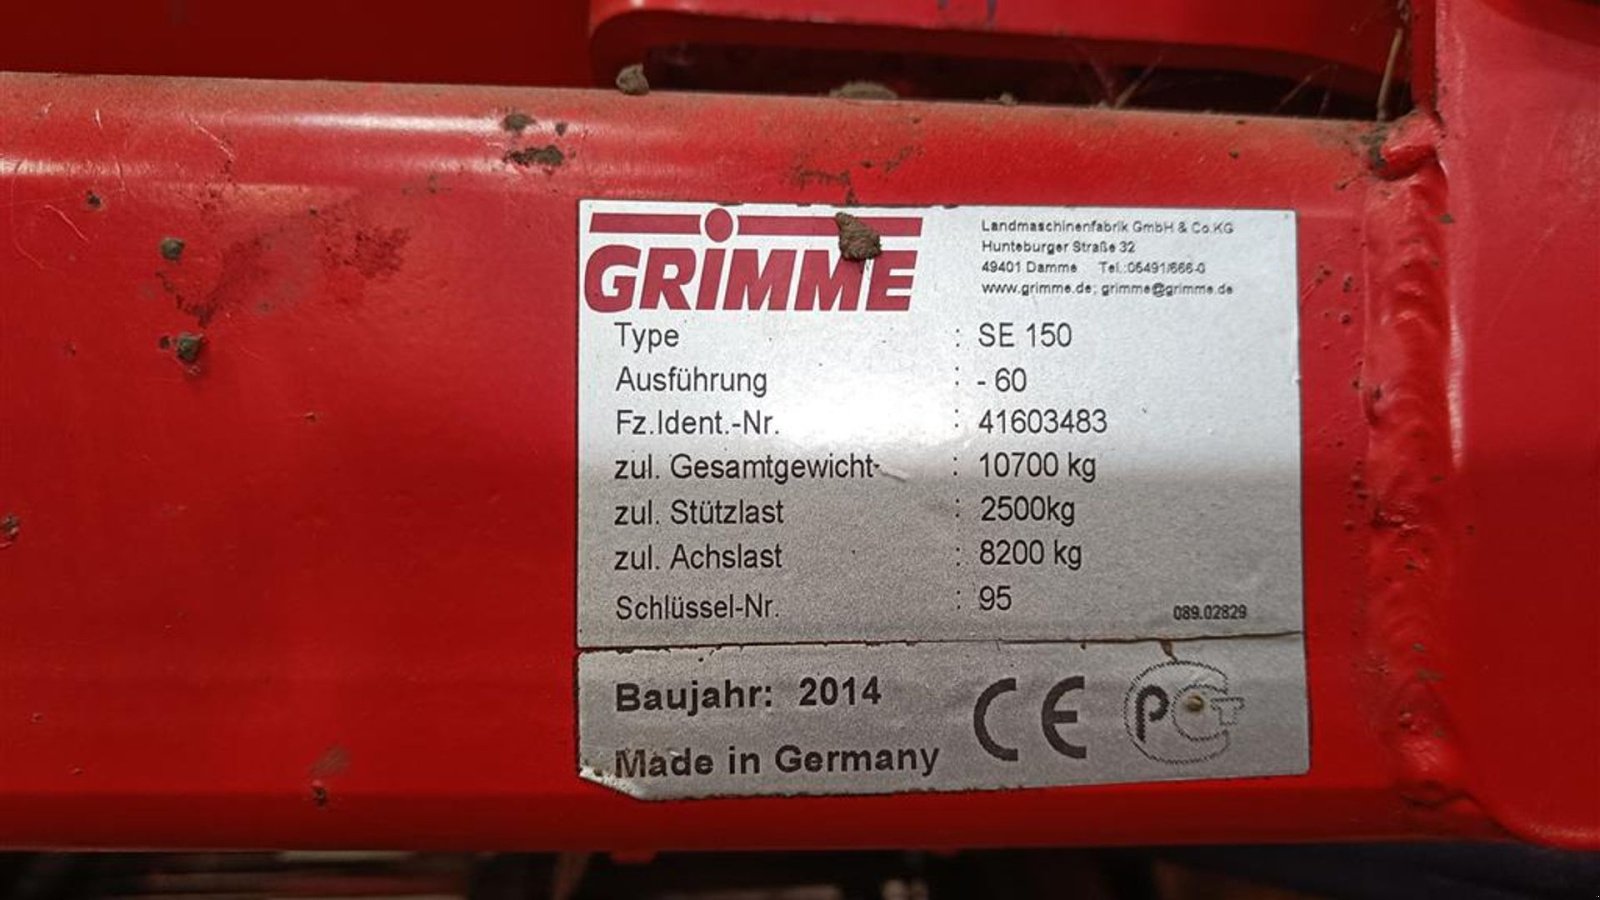 GRIMME
Landmaschinenfabrik GmbH & Co.KG
Hunteburger Straße 32
49401 Damme Tel.:05491/666-0
www.grimme.de; grimme@grimme.de
Type : SE 150
Ausführung : - 60
Fz.Ident.-Nr. : 41603483
zul. Gesamtgewicht : 10700 kg
zul. Stützlast : 2500kg
zul. Achslast : 8200 kg
Schlüssel-Nr. : 95
089.02829
Baujahr: 2014
Made in Germany
CE
PCT